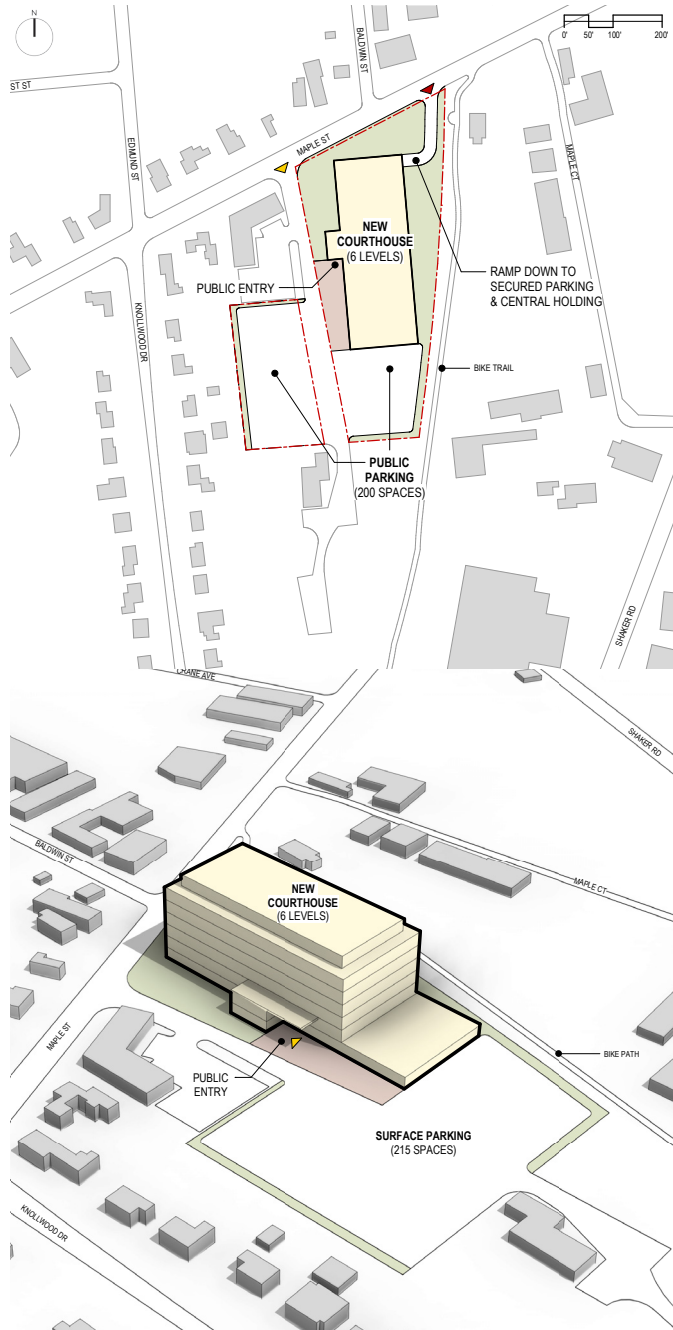 N
0' 50' 100' 200'
BALDWIN ST
ST ST
EDMUND ST
MAPLE ST
MAPLE CT
NEW
COURTHOUSE
(6 LEVELS)
PUBLIC ENTRY
RAMP DOWN TO
SECURED PARKING
& CENTRAL HOLDING
KNOLLWOOD DR
BIKE TRAIL
PUBLIC
PARKING
(200 SPACES)
SHAKER RD
CRANE AVE
SHAKER RD
BALDWIN ST
NEW
COURTHOUSE
(6 LEVELS)
MAPLE CT
MAPLE ST
BIKE PATH
PUBLIC
ENTRY
SURFACE PARKING
(215 SPACES)
KNOLLWOOD DR